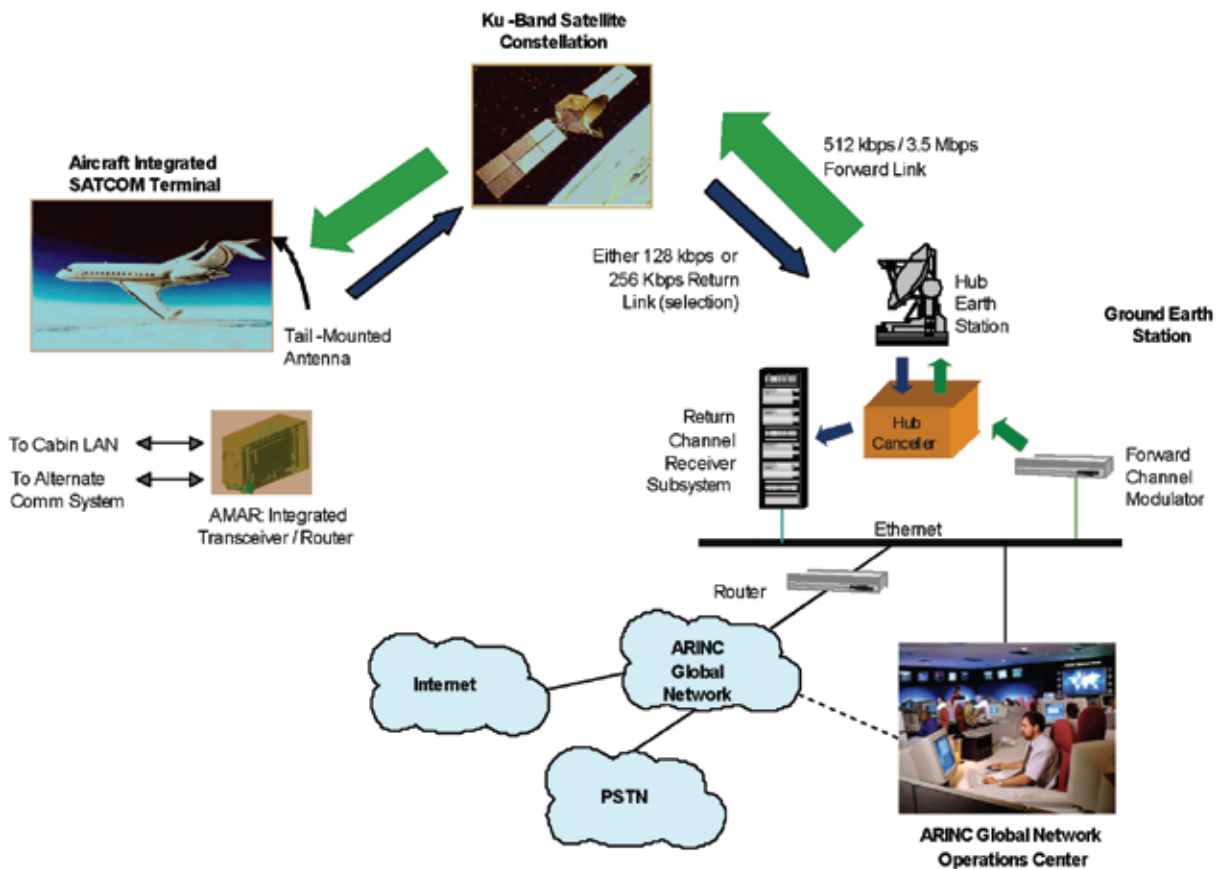 Ku -Band Satellite
Constellation
512 kbps / 3.5 Mbps
Forward Link
Aircraft Integrated
SATCOM Terminal
Either 128 kbps or
256 Kbps Return
Link (selection)
Hub
Earth
Station
Ground Earth
Station
Tail -Mounted
Antenna
Return
Channel
Receiver
Subsystem
Hub
Canceller
Forward
Channel
Modulator
To Cabin LAN
To Alternate
Comm System
AMAR: Integrated
Transceiver / Router
Ethernet
Router
ARINC
Global
Network
Internet
PSTN
ARINC Global Network
Operations Center